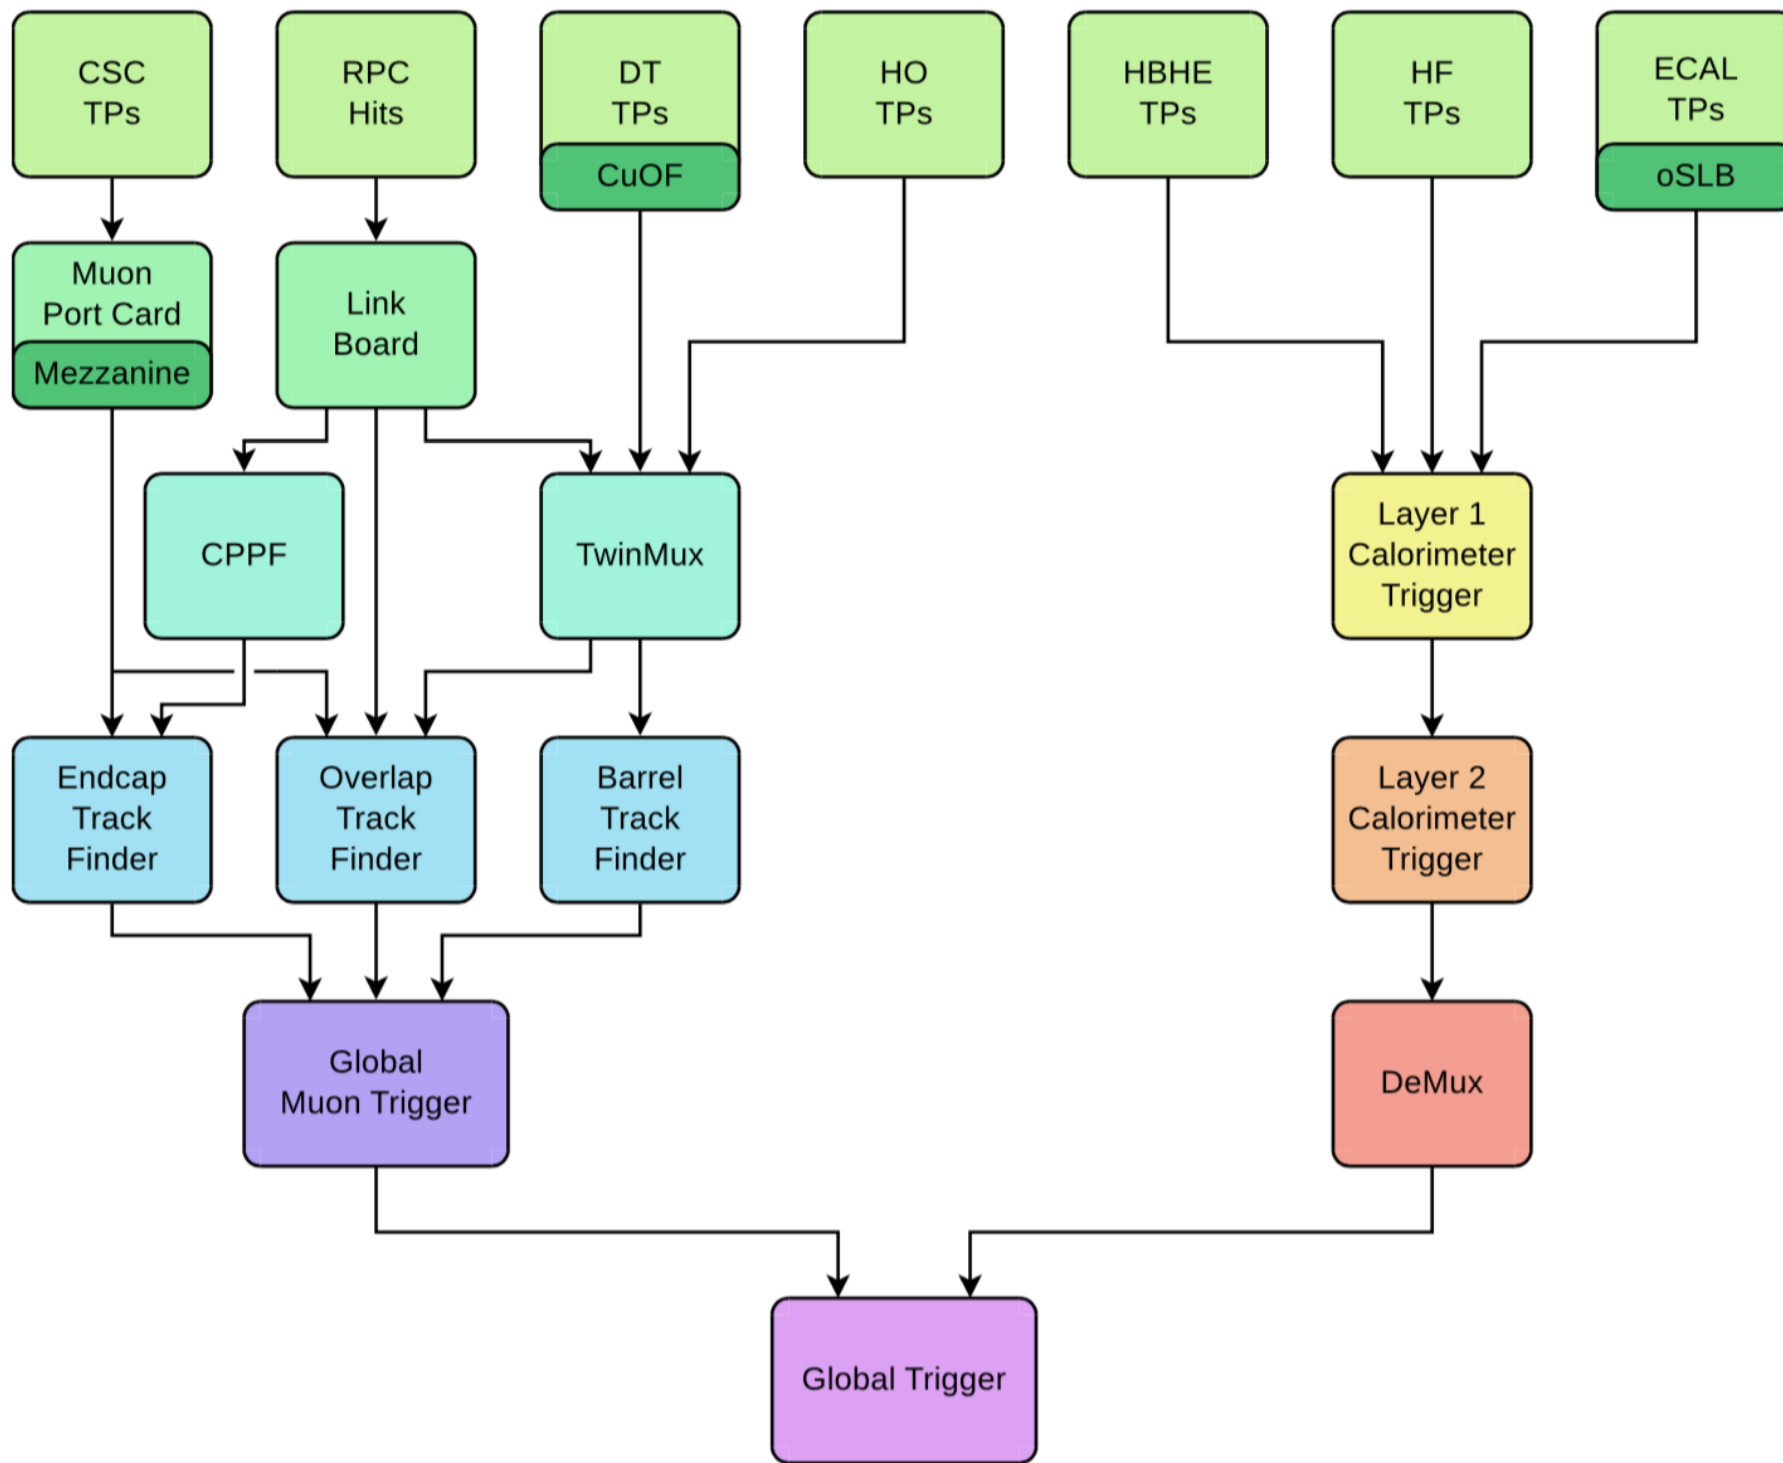 CSC
TPs
RPC
Hits
DT
TPs
CuOF
HO
TPs
HBHE
TPs
HF
TPs
ECAL
TPs
oSLB
Muon
Port Card
Mezzanine
Link
Board
CPPF
TwinMux
Layer 1
Calorimeter
Trigger
Endcap
Track
Finder
Overlap
Track
Finder
Barrel
Track
Finder
Layer 2
Calorimeter
Trigger
Global
Muon Trigger
DeMux
Global Trigger